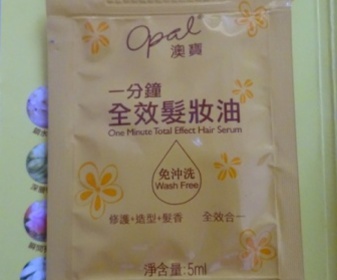 opal
澳寶
一分鐘
全效髮妝油
One Minute Total Effect Hair Serum
免沖洗
Wash Free
修護+造型+髮香 全效合一
淨含量:5ml